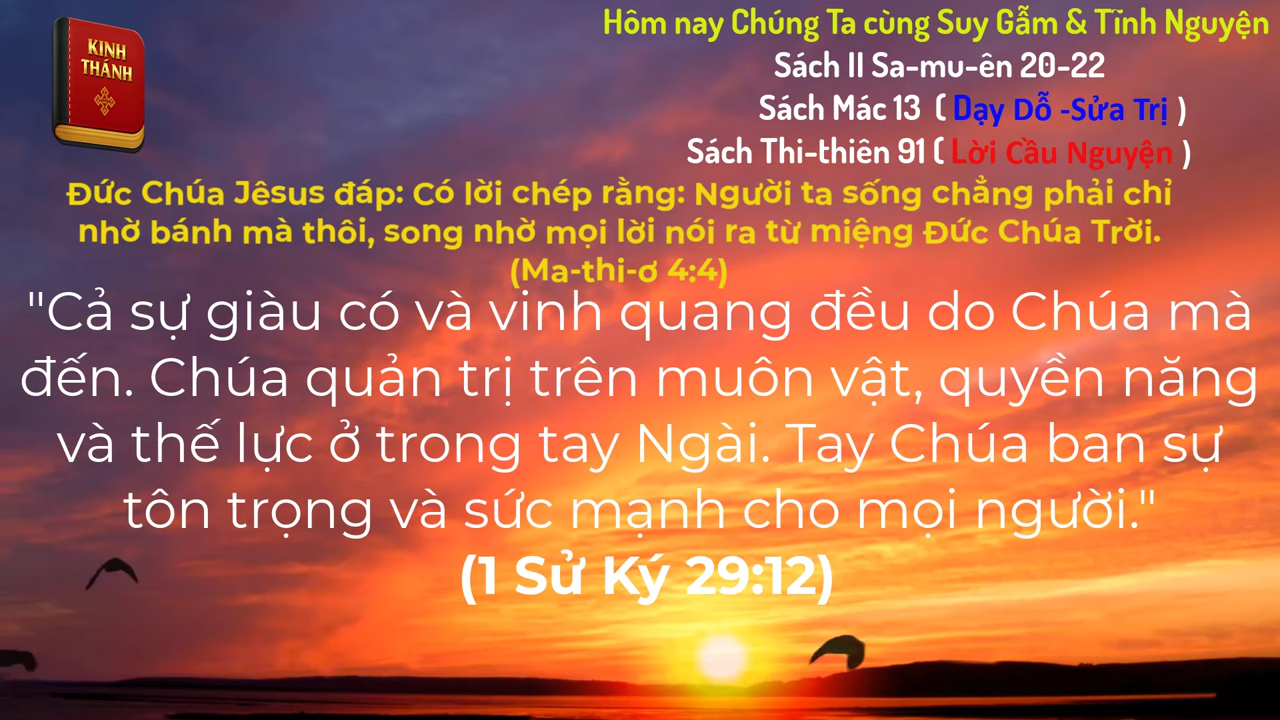 KINH
THÁNH
Hôm nay Chúng Ta cùng Suy Gẫm & Tĩnh Nguyện
Sách II Sa-mu-ên 20-22
Sách Mác 13 ( Dạy Dỗ -Sửa Trị )
Sách Thi-thiên 91 ( Lời Cầu Nguyện )
Đức Chúa Jêsus đáp: Có lời chép rằng: Người ta sống chẳng phải chỉ
nhờ bánh mà thôi, song nhờ mọi lời nói ra từ miệng Đức Chúa Trời.
(Ma-thi-ơ 4:4)
"Cả sự giàu có và vinh quang đều do Chúa mà
đến. Chúa quản trị trên muôn vật, quyền năng
và thế lực ở trong tay Ngài. Tay Chúa ban sự
tôn trọng và sức mạnh cho mọi người."
(1 Sử Ký 29:12)